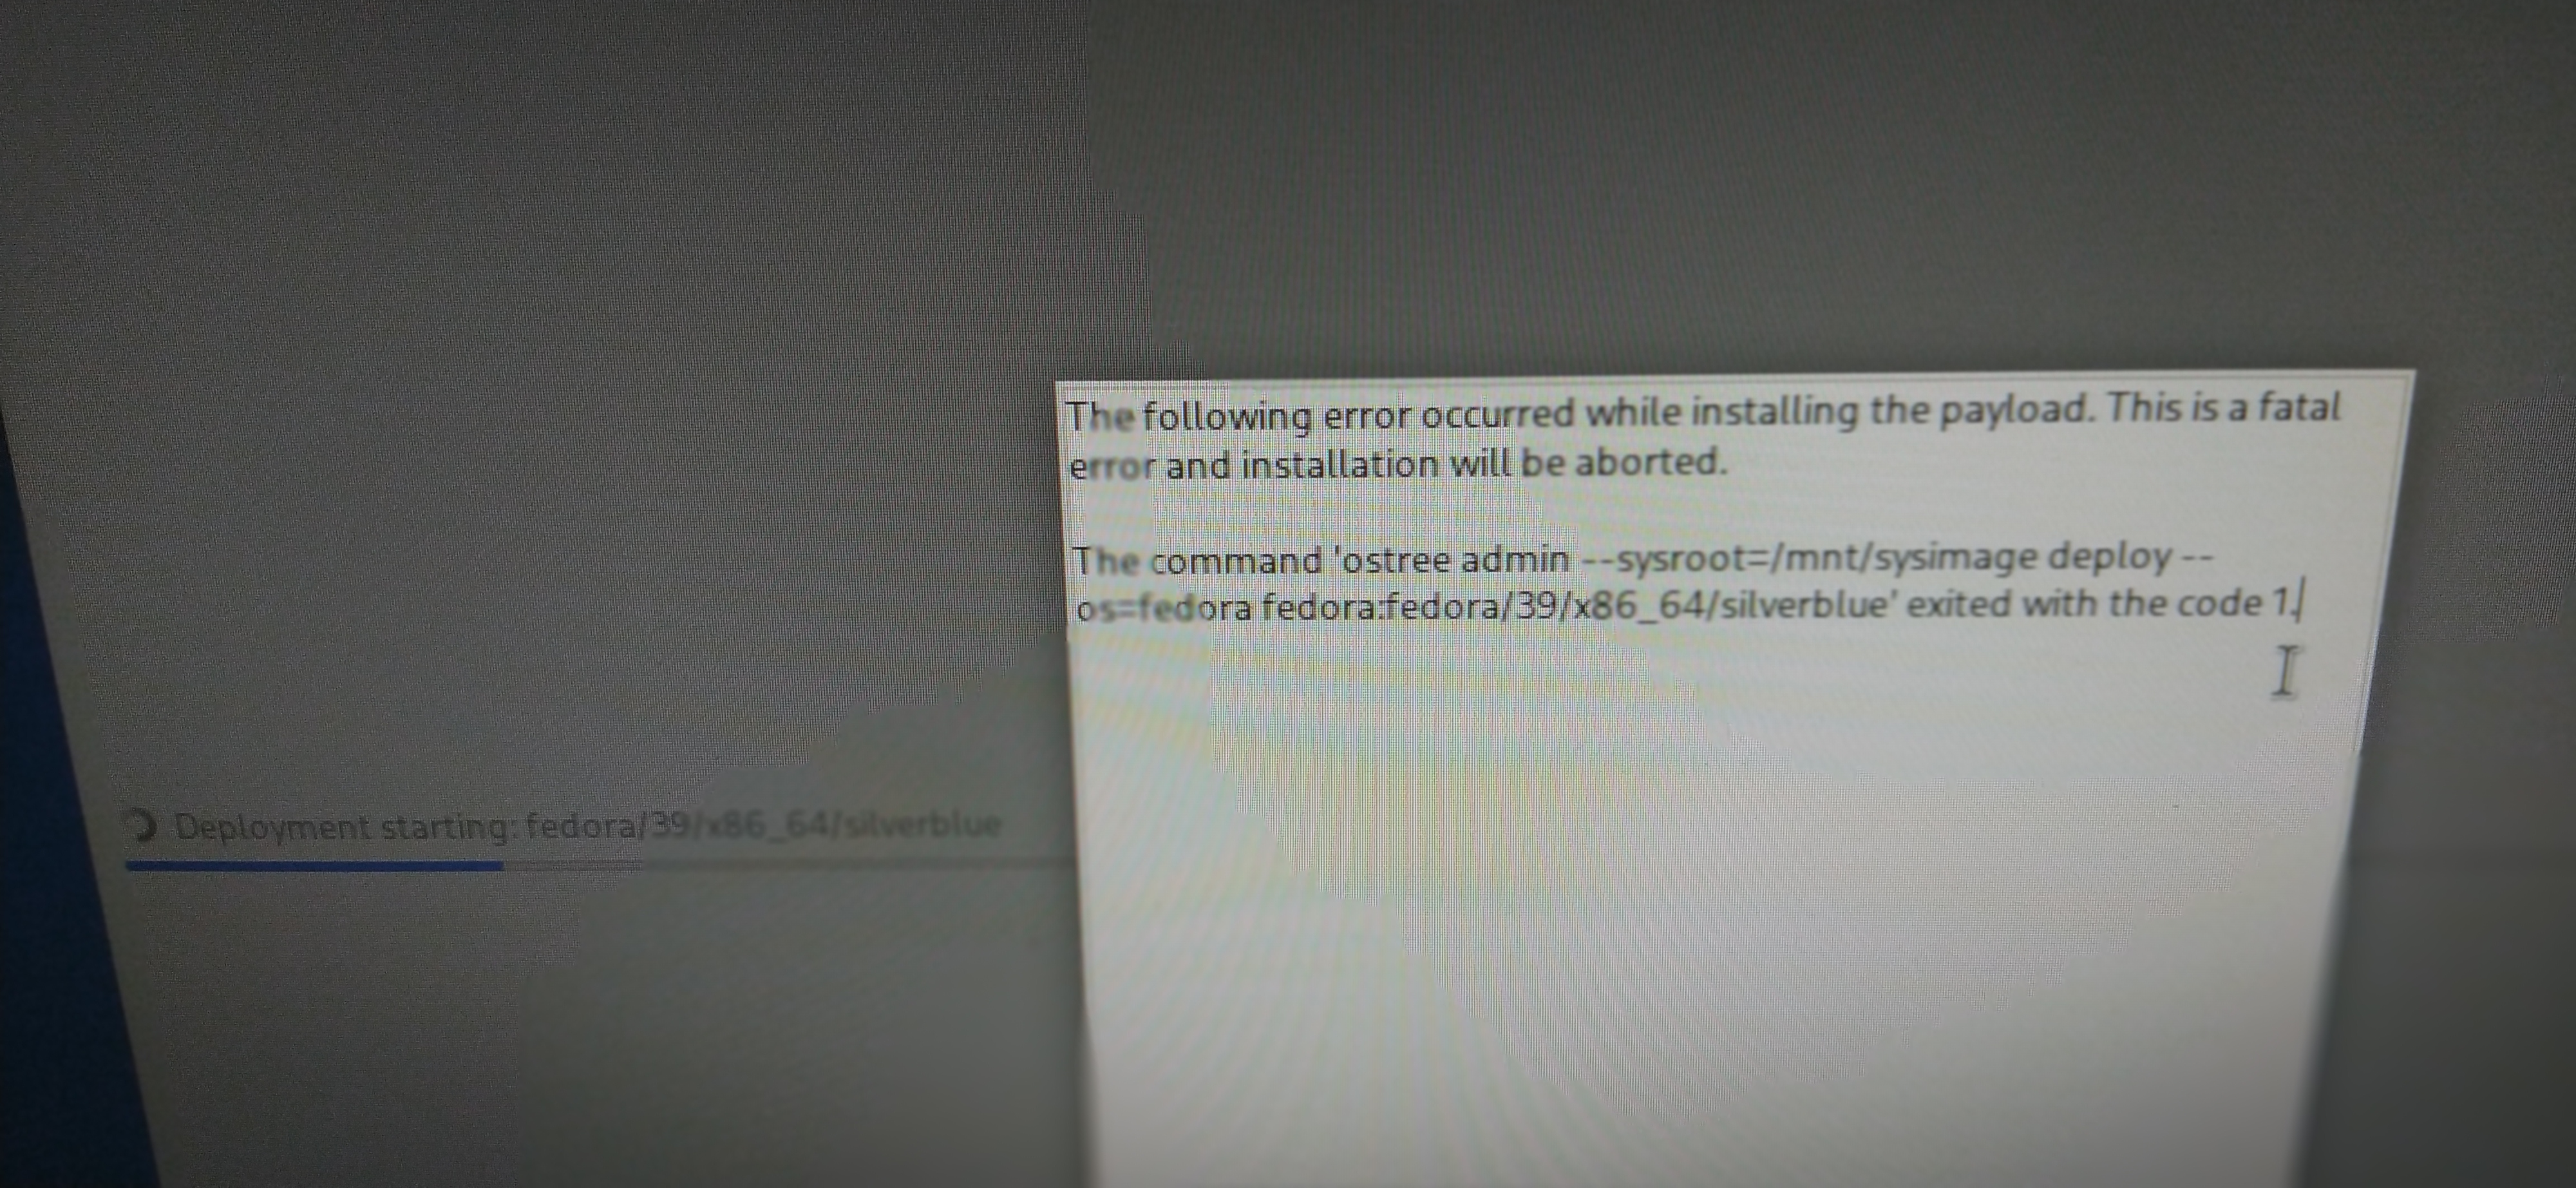 The following error occurred while installing the payload. This is a fatal
error and installation will be aborted.
The command 'ostree admin --sysroot=/mnt/sysimage deploy --
os=fedora fedora:fedora/39/x86_64/silverblue' exited with the code 1.
Deployment starting: fedora/39/x86_64/silverblue